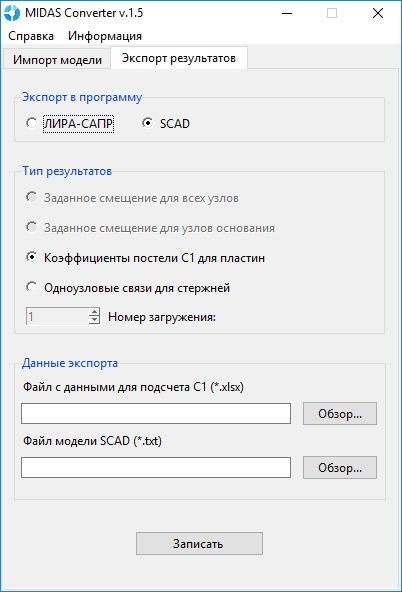 MIDAS Converter v.1.5
Справка Информация
Импорт модели Экспорт результатов
Экспорт в программу
ЛИРА-САПР SCAD
Тип результатов
Заданное смещение для всех узлов
Заданное смещение для узлов основания
Коэффициенты постели C1 для пластин
Одноузловые связи для стержней
1 Номер загружения:
Данные экспорта
Файл с данными для подсчета C1 (*.xlsx)
Обзор...
Файл модели SCAD (*.txt)
Обзор...
Записать